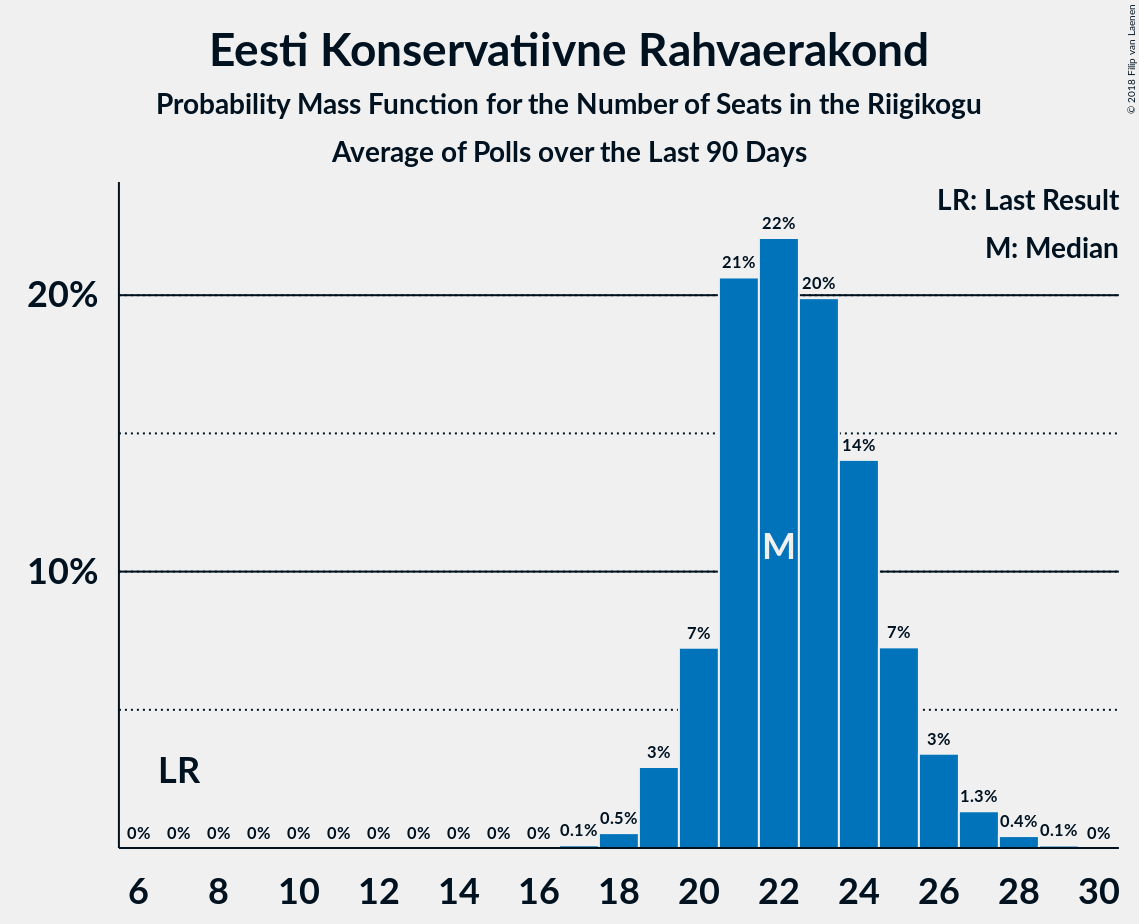 Eesti Konservatiivne Rahvaerakond
Probability Mass Function for the Number of Seats in the Riigikogu
Average of Polls over the Last 90 Days
© 2018 Filip van Laenen
LR: Last Result
M: Median
22%
21%
20%
20%
14%
M
10%
7%
7%
3%
3%
LR
1.3%
0% 0% 0% 0% 0% 0% 0% 0% 0% 0% 0% 0.1% 0.5% 0.4% 0.1% 0%
6 8 10 12 14 16 18 20 22 24 26 28 30